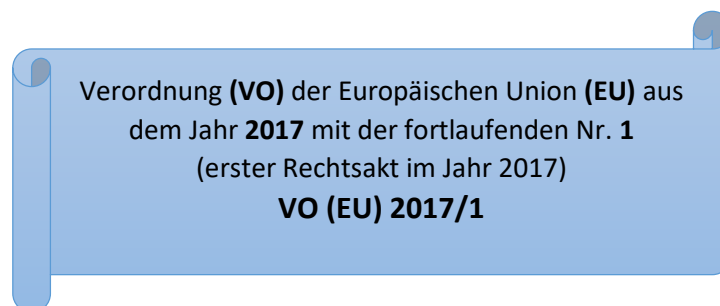 Verordnung (VO) der Europäischen Union (EU) aus
dem Jahr 2017 mit der fortlaufenden Nr. 1
(erster Rechtsakt im Jahr 2017)
VO (EU) 2017/1